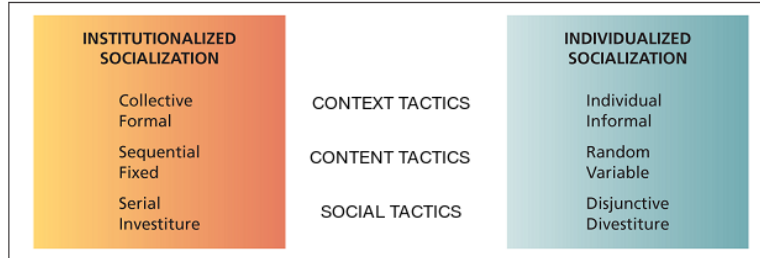 INSTITUTIONALIZED
SOCIALIZATION
Collective
Formal
Sequential
Fixed
Serial
Investiture
CONTEXT TACTICS
CONTENT TACTICS
SOCIAL TACTICS
INDIVIDUALIZED
SOCIALIZATION
Individual
Informal
Random
Variable
Disjunctive
Divestiture